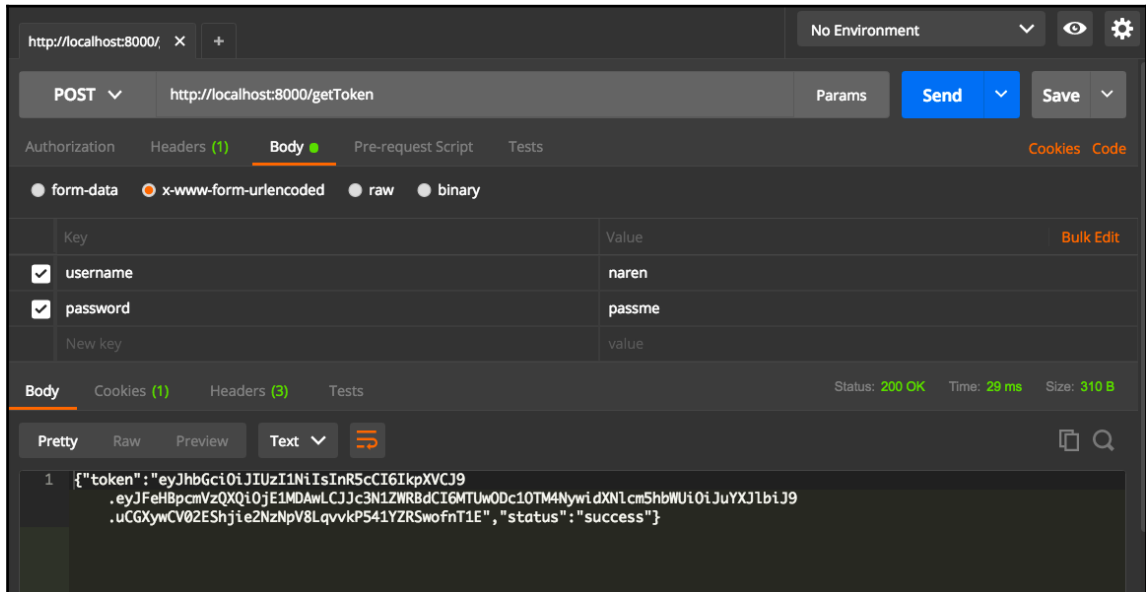 http://localhost:8000/
No Environment
POST http://localhost:8000/getToken Params Send Save
Authorization Headers (1) Body Pre-request Script Tests Cookies Code
form-data x-www-form-urlencoded raw binary
Key Value Bulk Edit
username naren
password passme
New key value
Body Cookies (1) Headers (3) Tests Status: 200 OK Time: 29 ms Size: 310 B
Pretty Raw Preview Text
1 {"token":"eyJhbGciOiJIUzI1NiIsInR5cCI6IkpXVCJ9
.eyJFeHBpcmVzQXQiOjE1MDAwLCJJc3N1ZWRBdCI6MTUwODc1OTM4NywidXNlcm5hbWUiOiJuYXJlbiJ9
.uCGXywCV02EShjie2NzNpV8LqvvkP541YZRSwofnT1E","status":"success"}